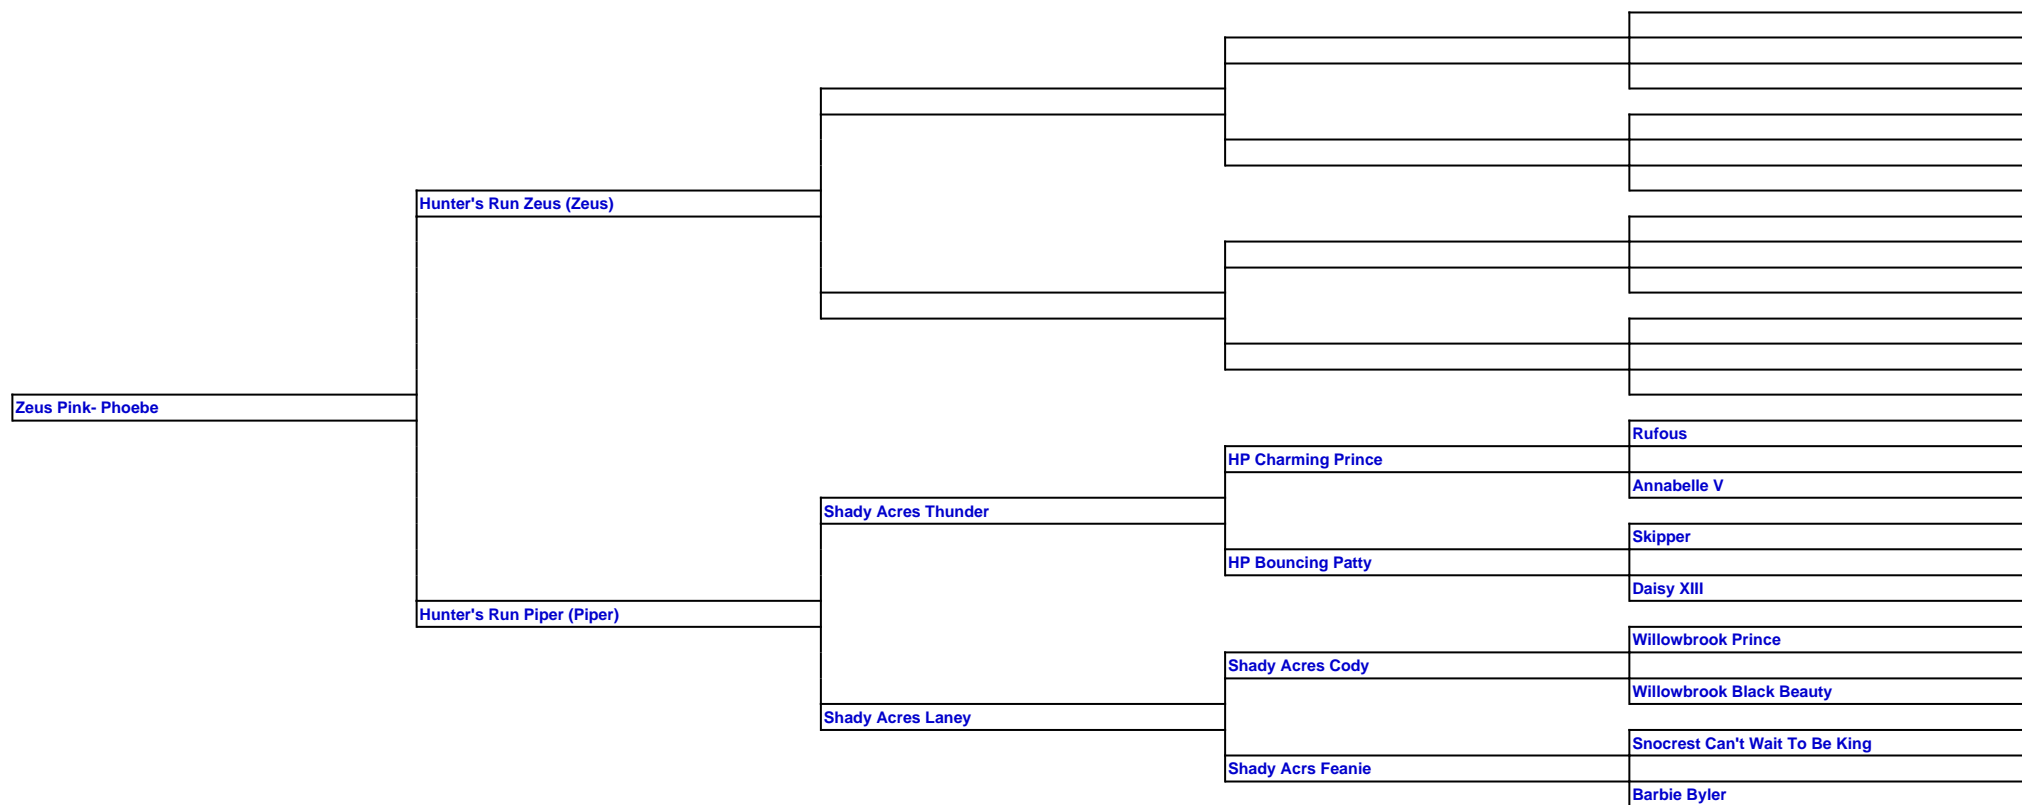 Hunter's Run Zeus (Zeus)
Zeus Pink- Phoebe
Rufous
HP Charming Prince
Annabelle V
Shady Acres Thunder
Skipper
HP Bouncing Patty
Daisy XIII
Hunter's Run Piper (Piper)
Willowbrook Prince
Shady Acres Cody
Willowbrook Black Beauty
Shady Acres Laney
Snocrest Can't Wait To Be King
Shady Acrs Feanie
Barbie Byler